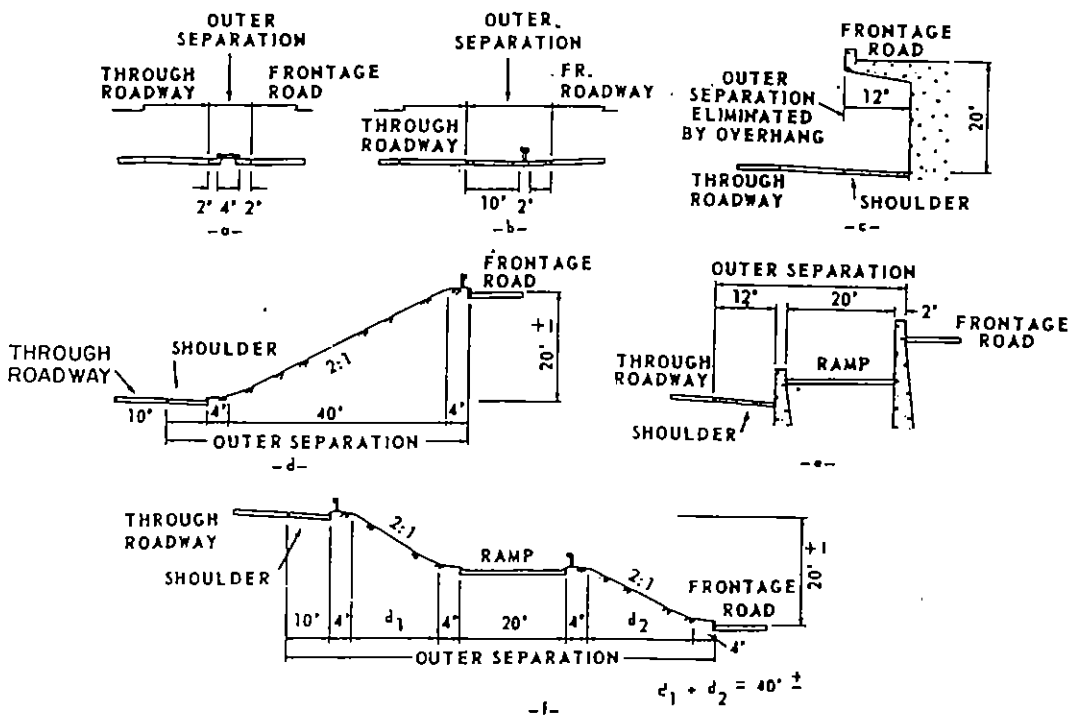 OUTER
SEPARATION
THROUGH
ROADWAY
FRONTAGE
ROAD
2' 4' 2'
-a-
OUTER
SEPARATION
FR.
ROADWAY
THROUGH
ROADWAY
10' 2'
-b-
FRONTAGE
ROAD
OUTER
SEPARATION
ELIMINATED
BY OVERHANG
12'
20'
THROUGH
ROADWAY
SHOULDER
-c-
FRONTAGE
ROAD
THROUGH
ROADWAY
SHOULDER
2:1
20' ±
10' 4' 40' 4'
OUTER SEPARATION
-d-
OUTER SEPARATION
12' 20' 2'
FRONTAGE
ROAD
THROUGH
ROADWAY
RAMP
SHOULDER
-e-
THROUGH
ROADWAY
SHOULDER
2:1
RAMP
2:1
20' ±
FRONTAGE
ROAD
10' 4' d1 4' 20' 4' d2 4'
OUTER SEPARATION
d1 + d2 = 40' ±
-f-